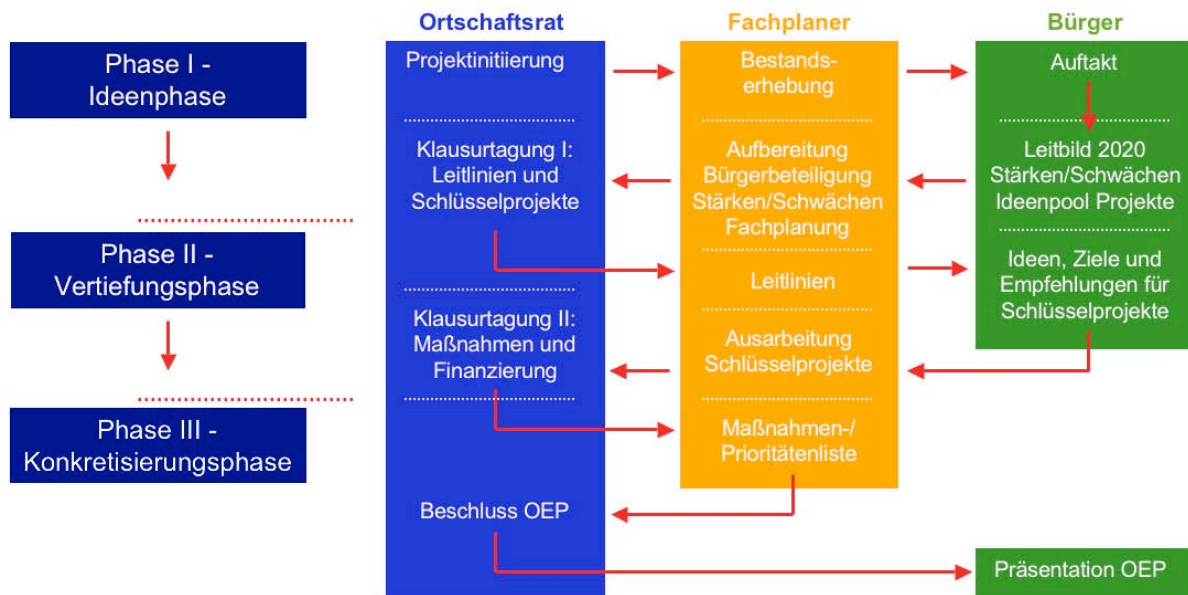 Ortschaftsrat
Fachplaner
Bürger
Phase I -
Ideenphase
Phase II -
Vertiefungsphase
Phase III -
Konkretisierungsphase
Projektinitiierung
Klausurtagung I:
Leitlinien und
Schlüsselprojekte
Klausurtagung II:
Maßnahmen und
Finanzierung
Beschluss OEP
Bestands-
erhebung
Aufbereitung
Bürgerbeteiligung
Stärken/Schwächen
Fachplanung
Leitlinien
Ausarbeitung
Schlüsselprojekte
Maßnahmen-/
Prioritätenliste
Auftakt
Leitbild 2020
Stärken/Schwächen
Ideenpool Projekte
Ideen, Ziele und
Empfehlungen für
Schlüsselprojekte
Präsentation OEP